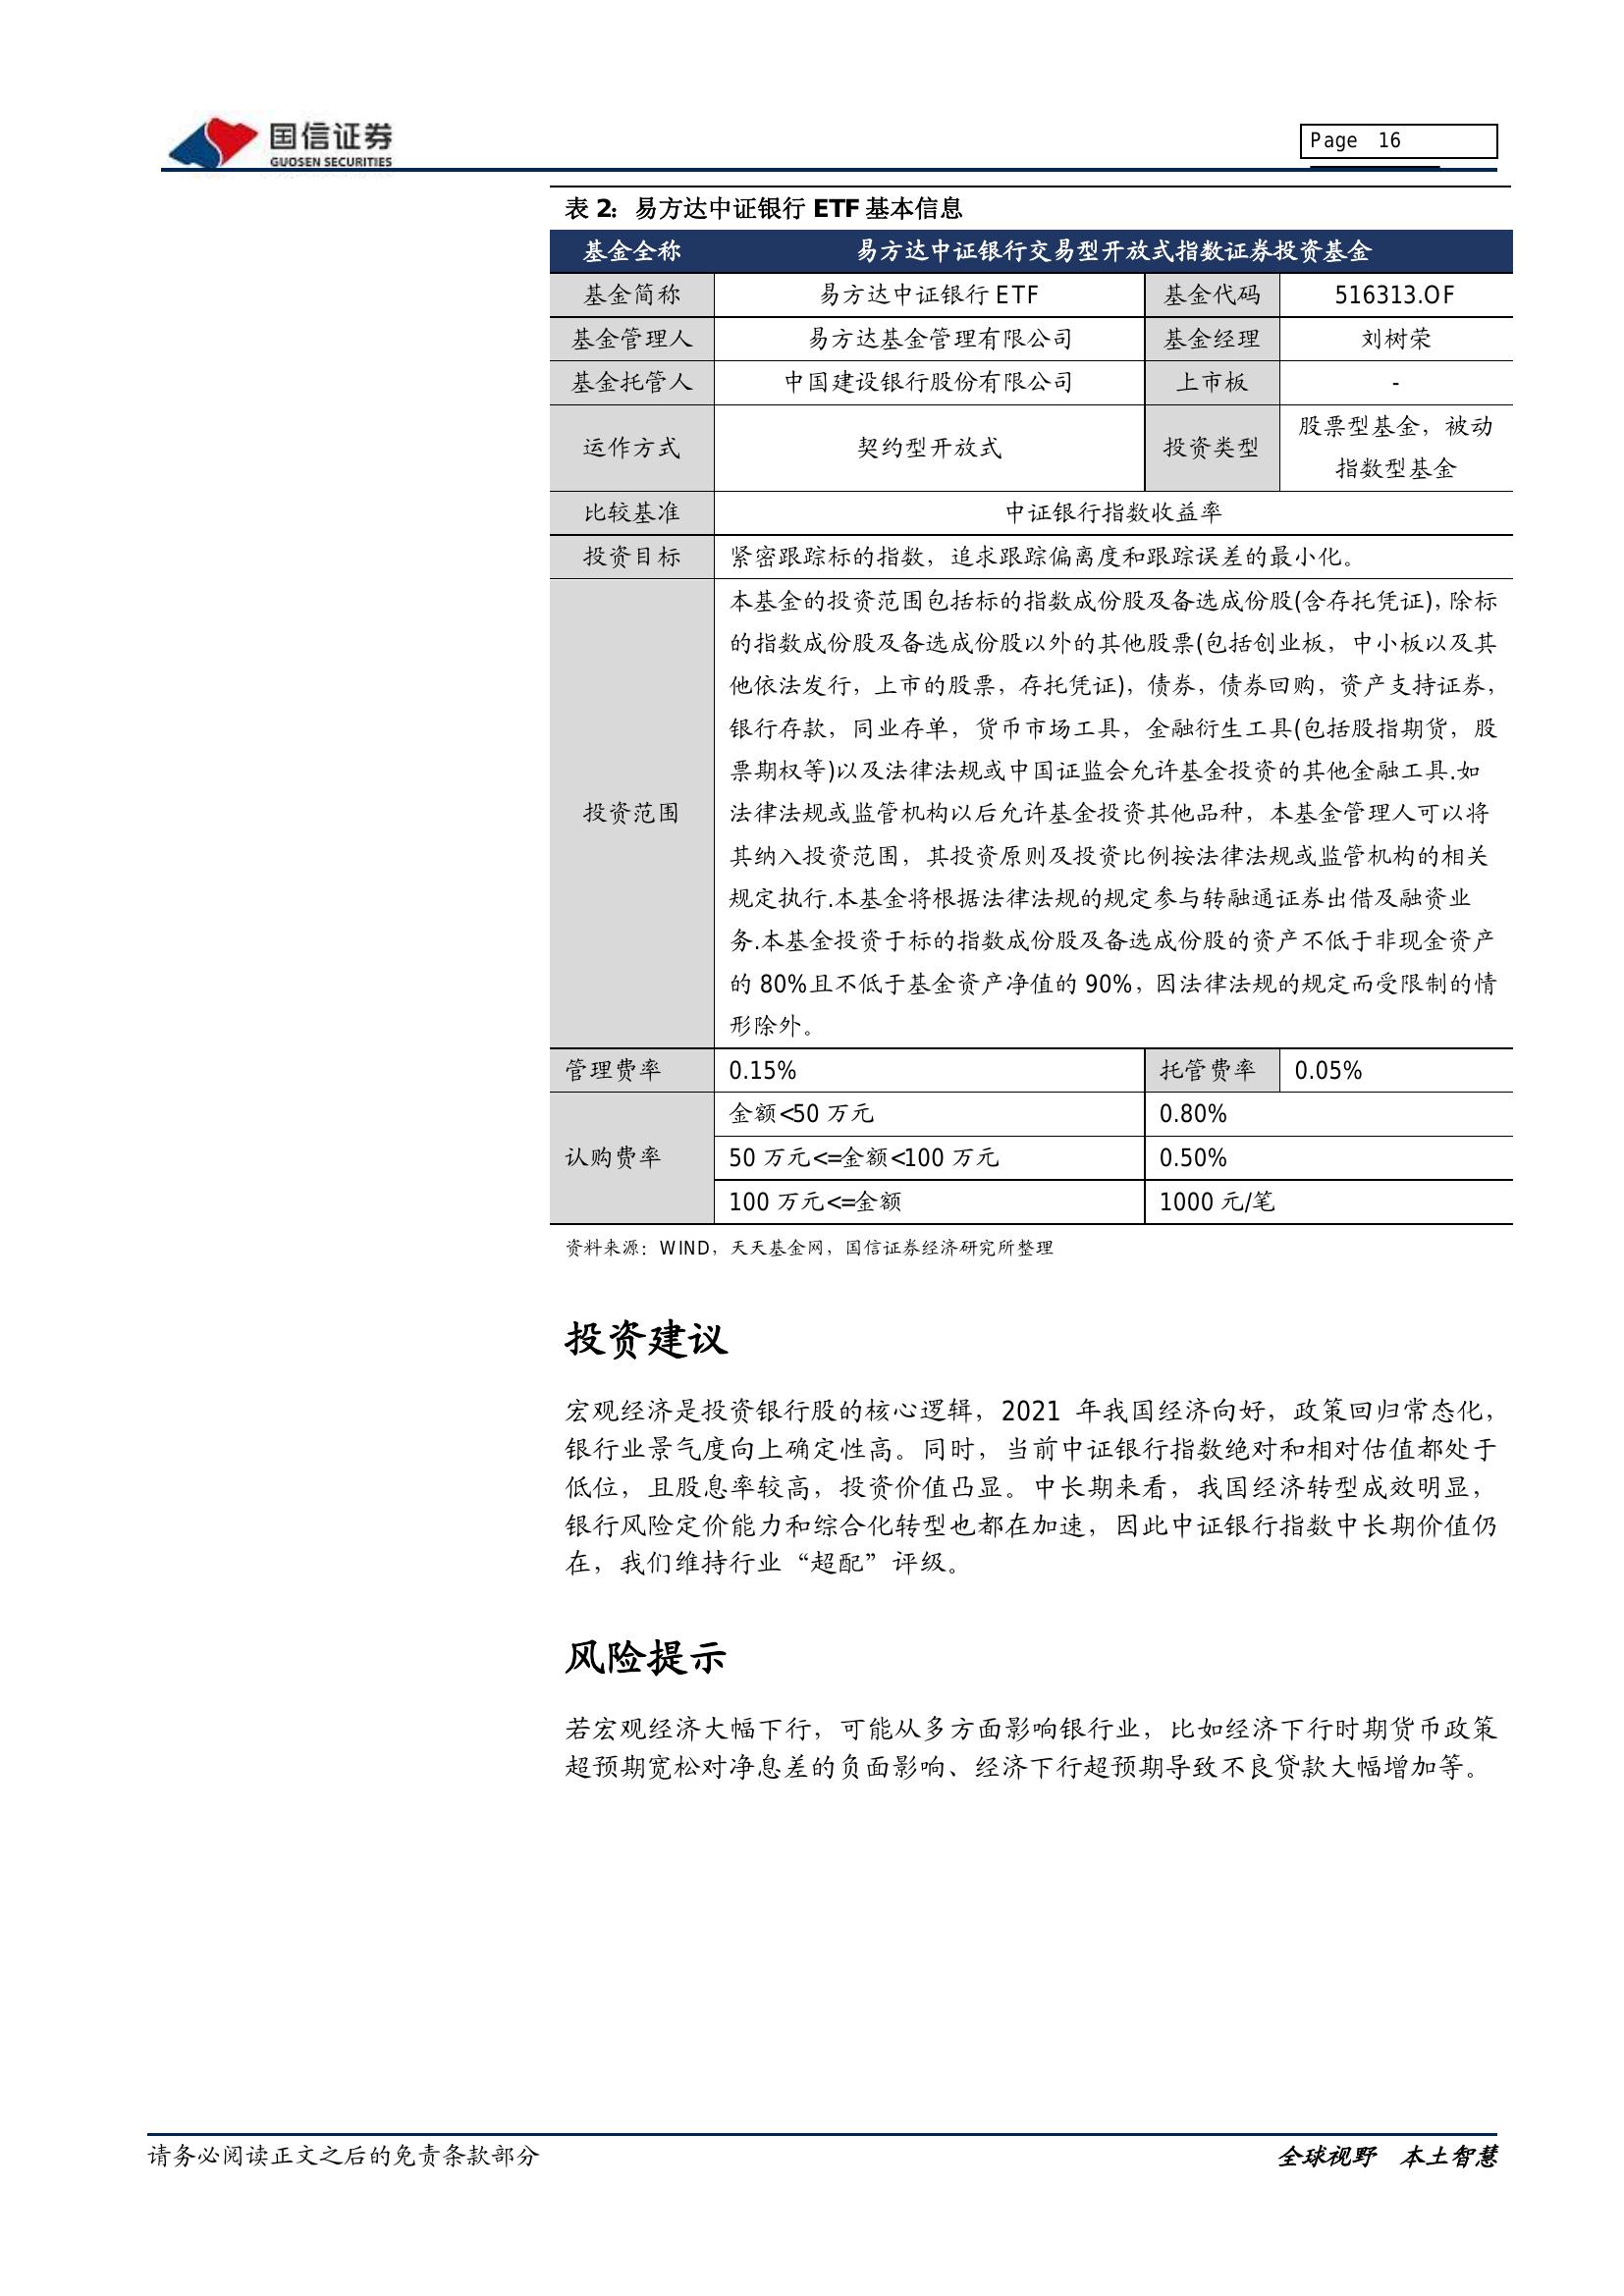 国信证券
GUOSEN SECURITIES
Page 16
表 2：易方达中证银行 ETF 基本信息
基金全称 易方达中证银行交易型开放式指数证券投资基金
基金简称 易方达中证银行 ETF 基金代码 516313.OF
基金管理人 易方达基金管理有限公司 基金经理 刘树荣
基金托管人 中国建设银行股份有限公司 上市板 -
运作方式 契约型开放式 投资类型 股票型基金，被动
指数型基金
比较基准 中证银行指数收益率
投资目标 紧密跟踪标的指数，追求跟踪偏离度和跟踪误差的最小化。
投资范围
本基金的投资范围包括标的指数成份股及备选成份股(含存托凭证)，除标
的指数成份股及备选成份股以外的其他股票(包括创业板，中小板以及其
他依法发行，上市的股票，存托凭证)，债券，债券回购，资产支持证券，
银行存款，同业存单，货币市场工具，金融衍生工具(包括股指期货，股
票期权等)以及法律法规或中国证监会允许基金投资的其他金融工具.如
法律法规或监管机构以后允许基金投资其他品种，本基金管理人可以将
其纳入投资范围，其投资原则及投资比例按法律法规或监管机构的相关
规定执行.本基金将根据法律法规的规定参与转融通证券出借及融资业
务.本基金投资于标的指数成份股及备选成份股的资产不低于非现金资产
的 80%且不低于基金资产净值的 90%，因法律法规的规定而受限制的情
形除外。
管理费率 0.15% 托管费率 0.05%
认购费率
金额<50 万元 0.80%
50 万元<=金额<100 万元 0.50%
100 万元<=金额 1000 元/笔
资料来源：WIND，天天基金网，国信证券经济研究所整理
投资建议
宏观经济是投资银行股的核心逻辑，2021 年我国经济向好，政策回归常态化，
银行业景气度向上确定性高。同时，当前中证银行指数绝对和相对估值都处于
低位，且股息率较高，投资价值凸显。中长期来看，我国经济转型成效明显，
银行风险定价能力和综合化转型也都在加速，因此中证银行指数中长期价值仍
在，我们维持行业“超配”评级。
风险提示
若宏观经济大幅下行，可能从多方面影响银行业，比如经济下行时期货币政策
超预期宽松对净息差的负面影响、经济下行超预期导致不良贷款大幅增加等。
请务必阅读正文之后的免责条款部分 全球视野 本土智慧